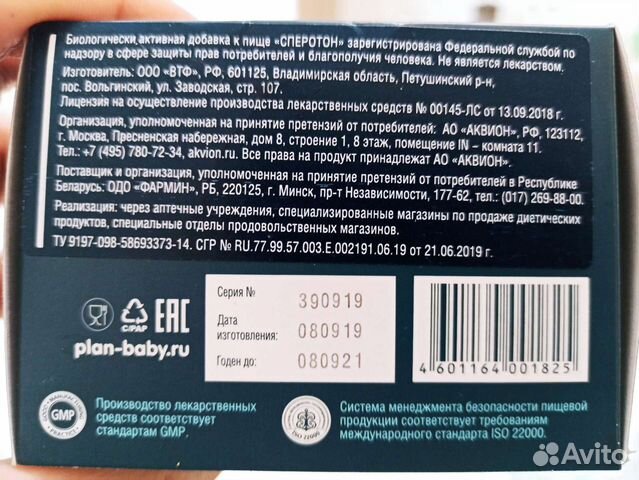 Биологически активная добавка к пище «СПЕРОТОН» зарегистрирована Федеральной службой по
надзору в сфере защиты прав потребителей и благополучия человека. Не является лекарством.
Изготовитель: ООО «ВТФ», РФ, 601125, Владимирская область, Петушинский р-н,
пос. Вольгинский, ул. Заводская, стр. 107.
Лицензия на осуществление производства лекарственных средств № 00145-ЛС от 13.09.2018 г.
Организация, уполномоченная на принятие претензий от потребителей: АО «АКВИОН», РФ, 123112,
г. Москва, Пресненская набережная, дом 8, строение 1, 8 этаж, помещение IN – комната 11.
Тел.: +7 (495) 780-72-34, akvion.ru. Все права на продукт принадлежат АО «АКВИОН».
Поставщик и организация, уполномоченная на принятие претензий от потребителей в Республике
Беларусь: ОДО «ФАРМИН», РБ, 220125, г. Минск, пр-т Независимости, 177-62, тел.: (017) 269-88-00.
Реализация: через аптечные учреждения, специализированные магазины по продаже диетических
продуктов, специальные отделы продовольственных магазинов.
ТУ 9197-098-58693373-14. СГР № RU.77.99.57.003.Е.002191.06.19 от 21.06.2019 г.
Серия № 390919
Дата
изготовления: 080919
Годен до: 080921
C/PAP
EAC
plan-baby.ru
4 601164 001825
GOOD MANUFACTURING
GMP
PRACTICE
Производство лекарственных
средств соответствует
стандартам GMP.
ISO 22000
Система менеджмента безопасности пищевой
продукции соответствует требованиям
международного стандарта ISO 22000.
Avito